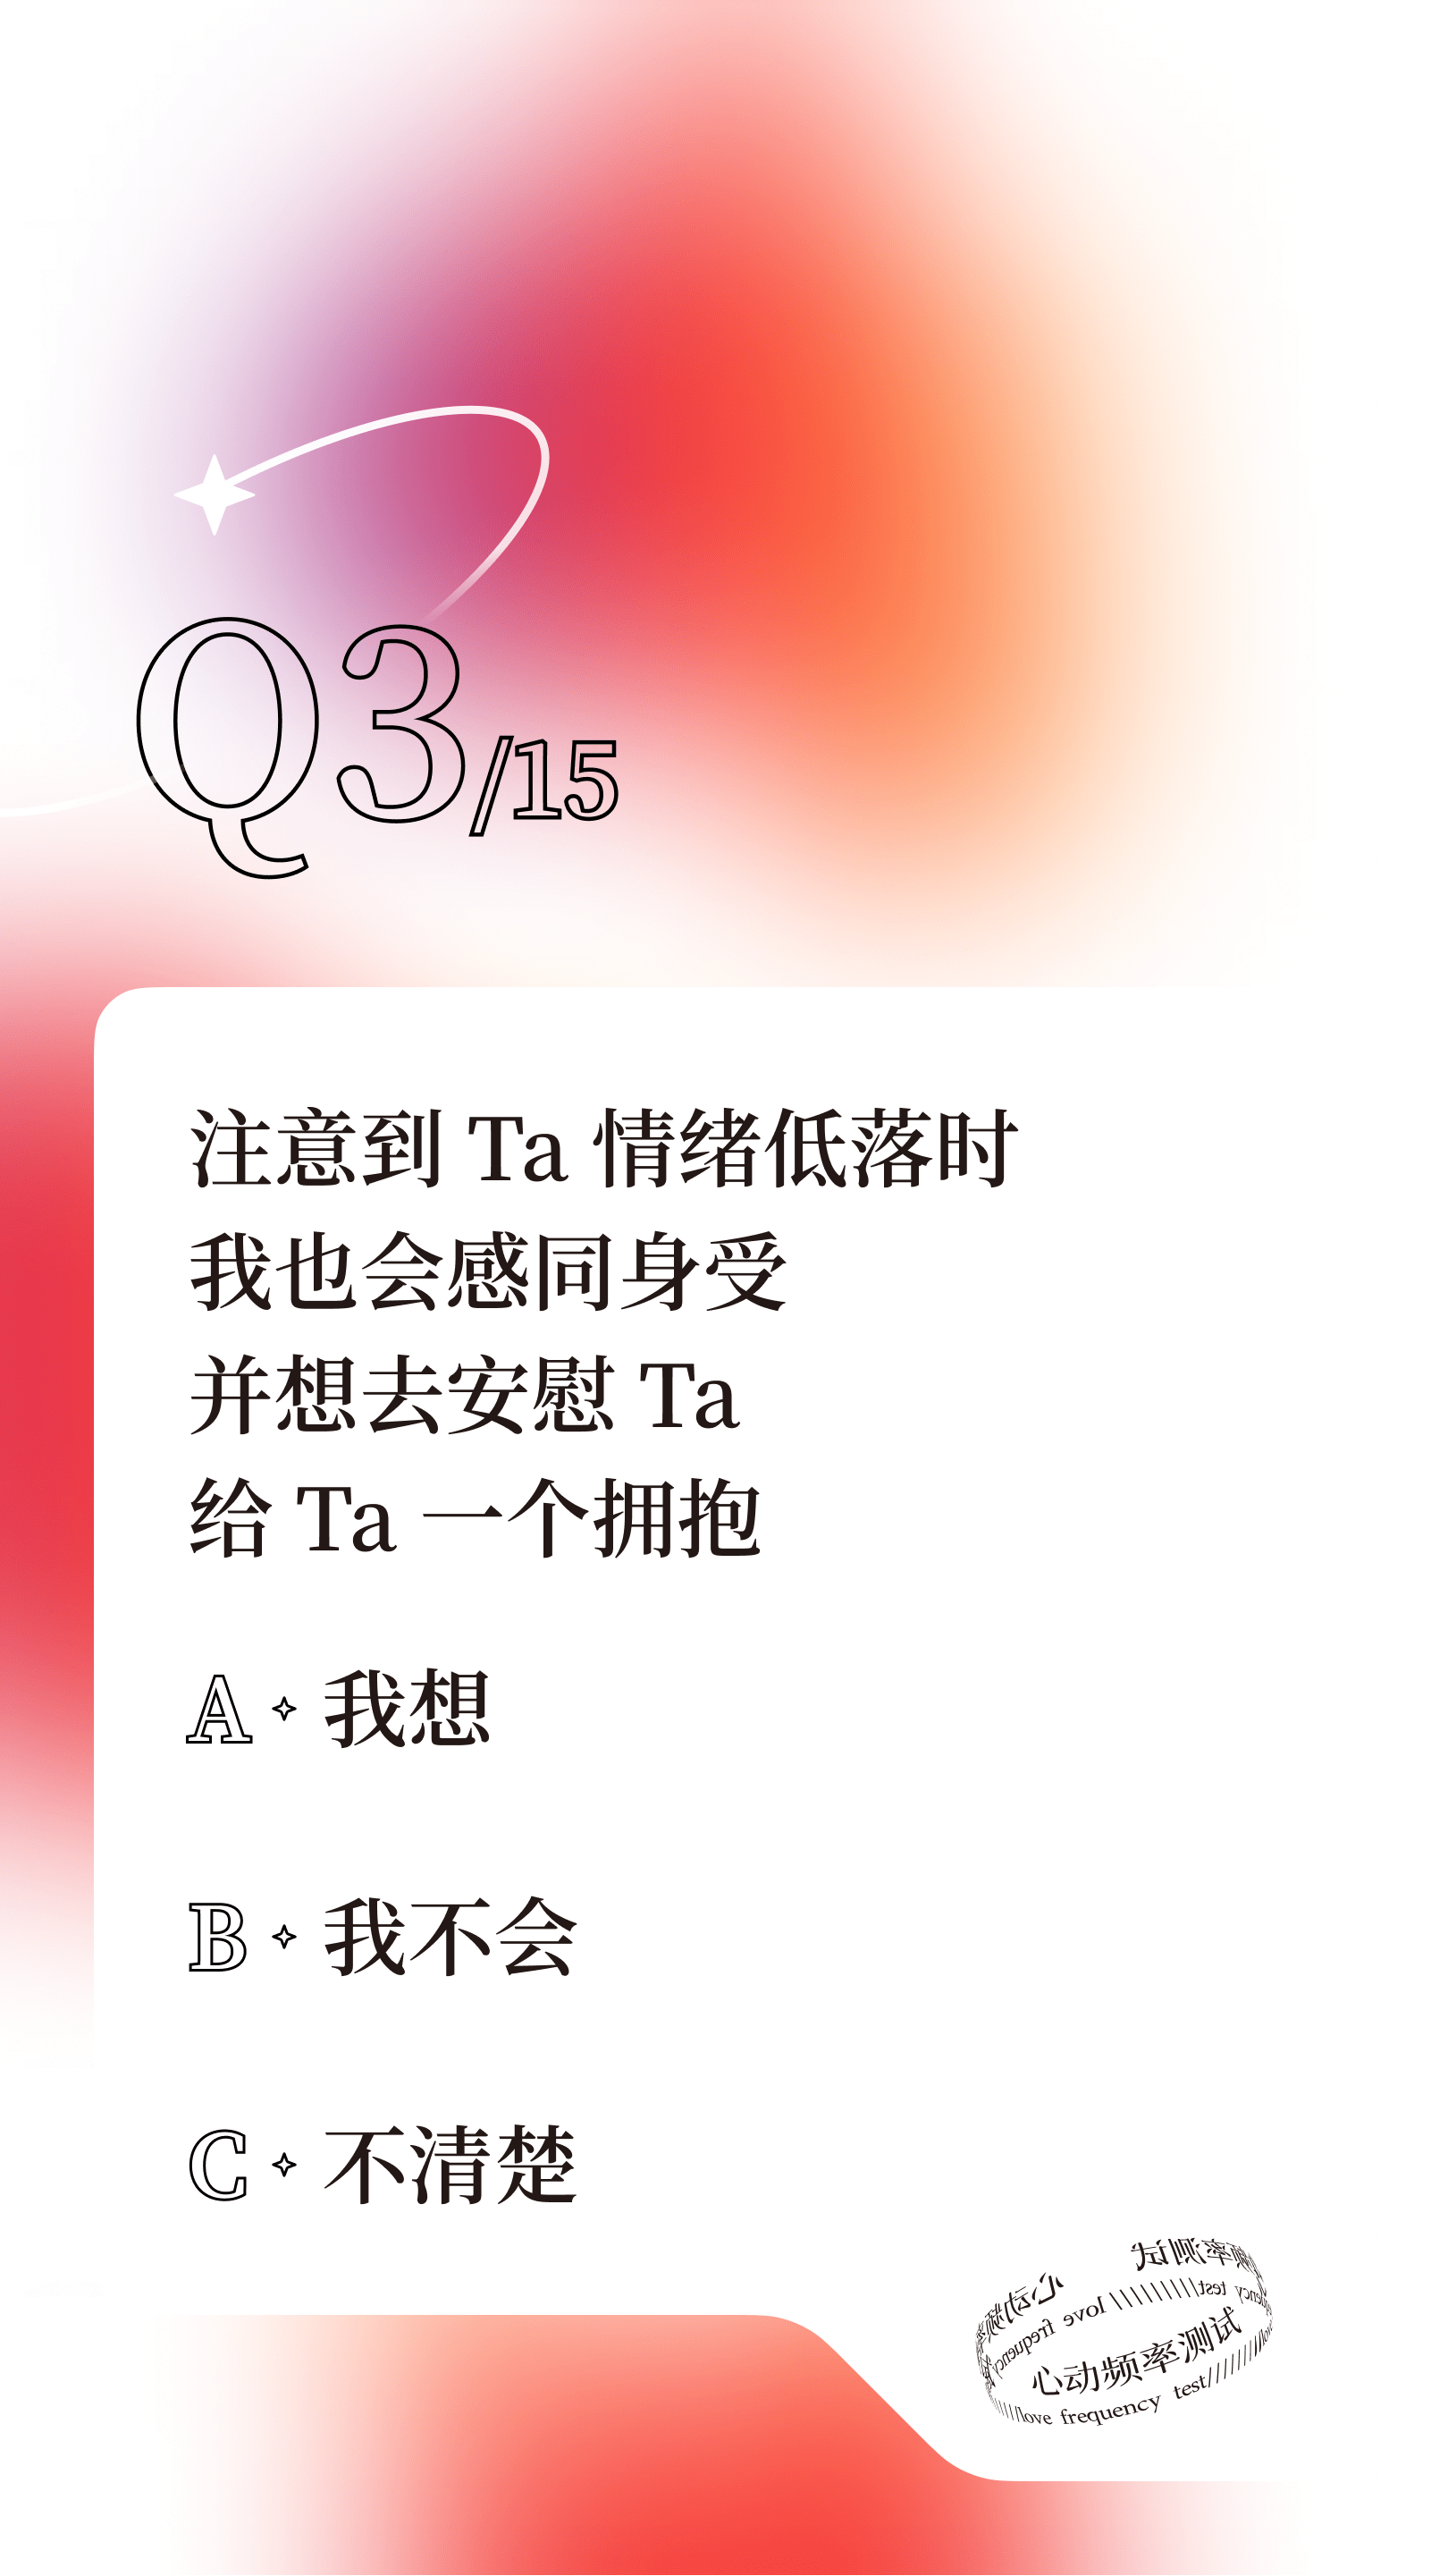 Q3/15
注意到 Ta 情绪低落时
我也会感同身受
并想去安慰 Ta
给 Ta 一个拥抱
A 我想
B 我不会
C 不清楚
心动频率测试
love frequency test
心动频率测试
love frequency test